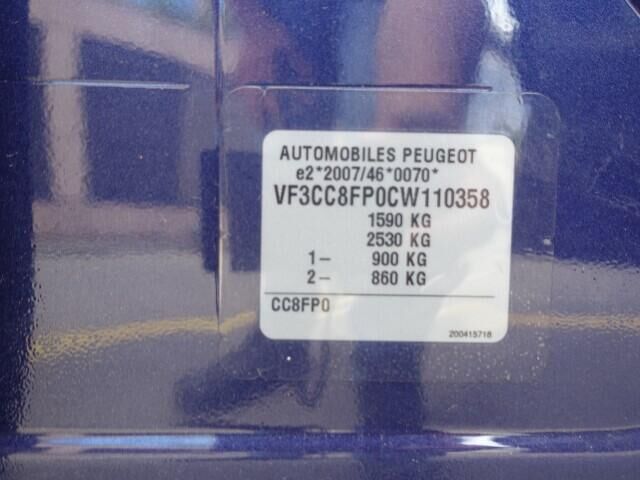 AUTOMOBILES PEUGEOT
e2*2007/46*0070*
VF3CC8FP0CW110358
1590 KG
2530 KG
1– 900 KG
2– 860 KG
CC8FP0
200415718